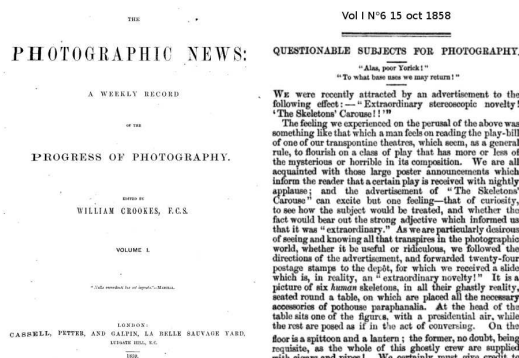 THE
PHOTOGRAPHIC NEWS:
A WEEKLY RECORD
OF THE
PROGRESS OF PHOTOGRAPHY.
EDITED BY
WILLIAM CROOKES, F.C.S.
VOLUME I.
LONDON:
CASSELL, PETTER, AND GALPIN, LA BELLE SAUVAGE YARD,
LUDGATE HILL, E.C.
1859.
Vol I N°6 15 oct 1858
QUESTIONABLE SUBJECTS FOR PHOTOGRAPHY.
"Alas, poor Yorick!"
"To what base uses we may return!"
WE were recently attracted by an advertisement to the
following effect:—"Extraordinary stereoscopic novelty!
'The Skeletons' Carouse!!'"
The feeling we experienced on the perusal of the above was
something like that which a man feels on reading the play-bill
of one of our transpontine theatres, which seem, as a general
rule, to flourish on a class of play that has more or less of
the mysterious or horrible in its composition. We are all
acquainted with those large poster announcements which
inform the reader that a certain play is received with nightly
applause; and the advertisement of "The Skeletons'
Carouse" can excite but one feeling—that of curiosity,
to see how the subject would be treated, and whether the
fact would bear out the strong adjective which informed us
that it was "extraordinary." As we are particularly desirous
of seeing and knowing all that transpires in the photographic
world, whether it be useful or ridiculous, we followed the
directions of the advertisement, and forwarded twenty-four
postage stamps to the depôt, for which we received a slide
which is, in reality, an "extraordinary novelty!" It is a
picture of six human skeletons, in all their ghastly reality,
seated round a table, on which are placed all the necessary
accessories of pothouse paraphanalia. At the head of the
table sits one of the figures, with a presidential air, while
the rest are posed as if in the act of conversing. On the
floor is a spittoon and a lantern; the former, no doubt, being
requisite, as the whole of this ghostly crew are supplied
with cigars and pipes! We certainly must give credit to